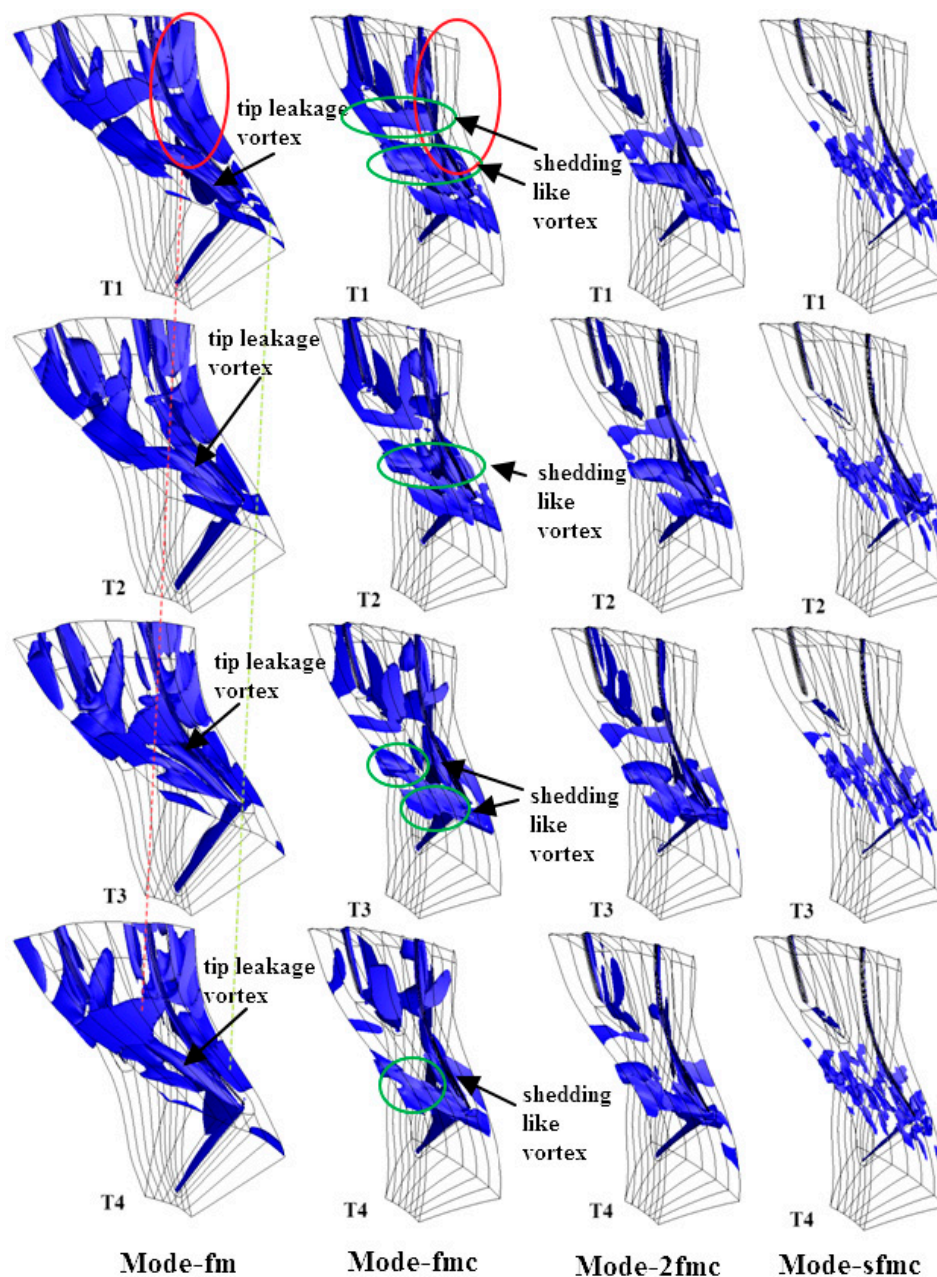 tip leakage
vortex
shedding
like
vortex
T1
T1
T1
T1
tip leakage
vortex
shedding
like
vortex
T2
T2
T2
T2
tip leakage
vortex
shedding
like
vortex
T3
T3
T3
T3
tip leakage
vortex
shedding
like
vortex
T4
T4
T4
T4
Mode-fm
Mode-fmc
Mode-2fmc
Mode-sfmc